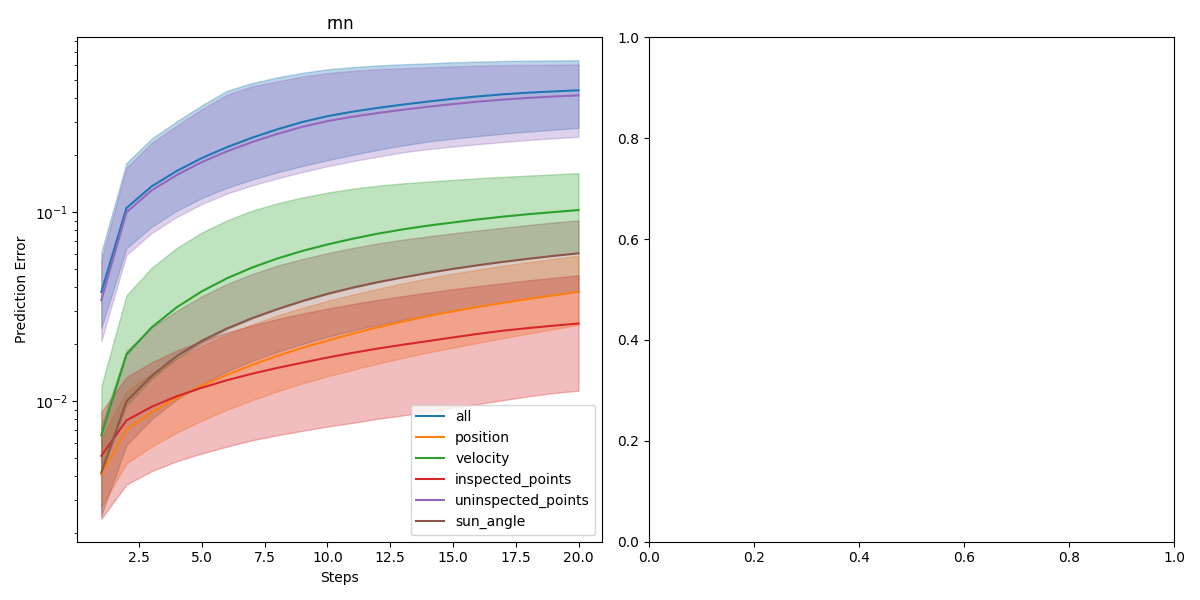 rnn
Prediction Error
10⁻¹
10⁻²
2.5 5.0 7.5 10.0 12.5 15.0 17.5 20.0
Steps
all
position
velocity
inspected_points
uninspected_points
sun_angle
1.0
0.8
0.6
0.4
0.2
0.0
0.0 0.2 0.4 0.6 0.8 1.0